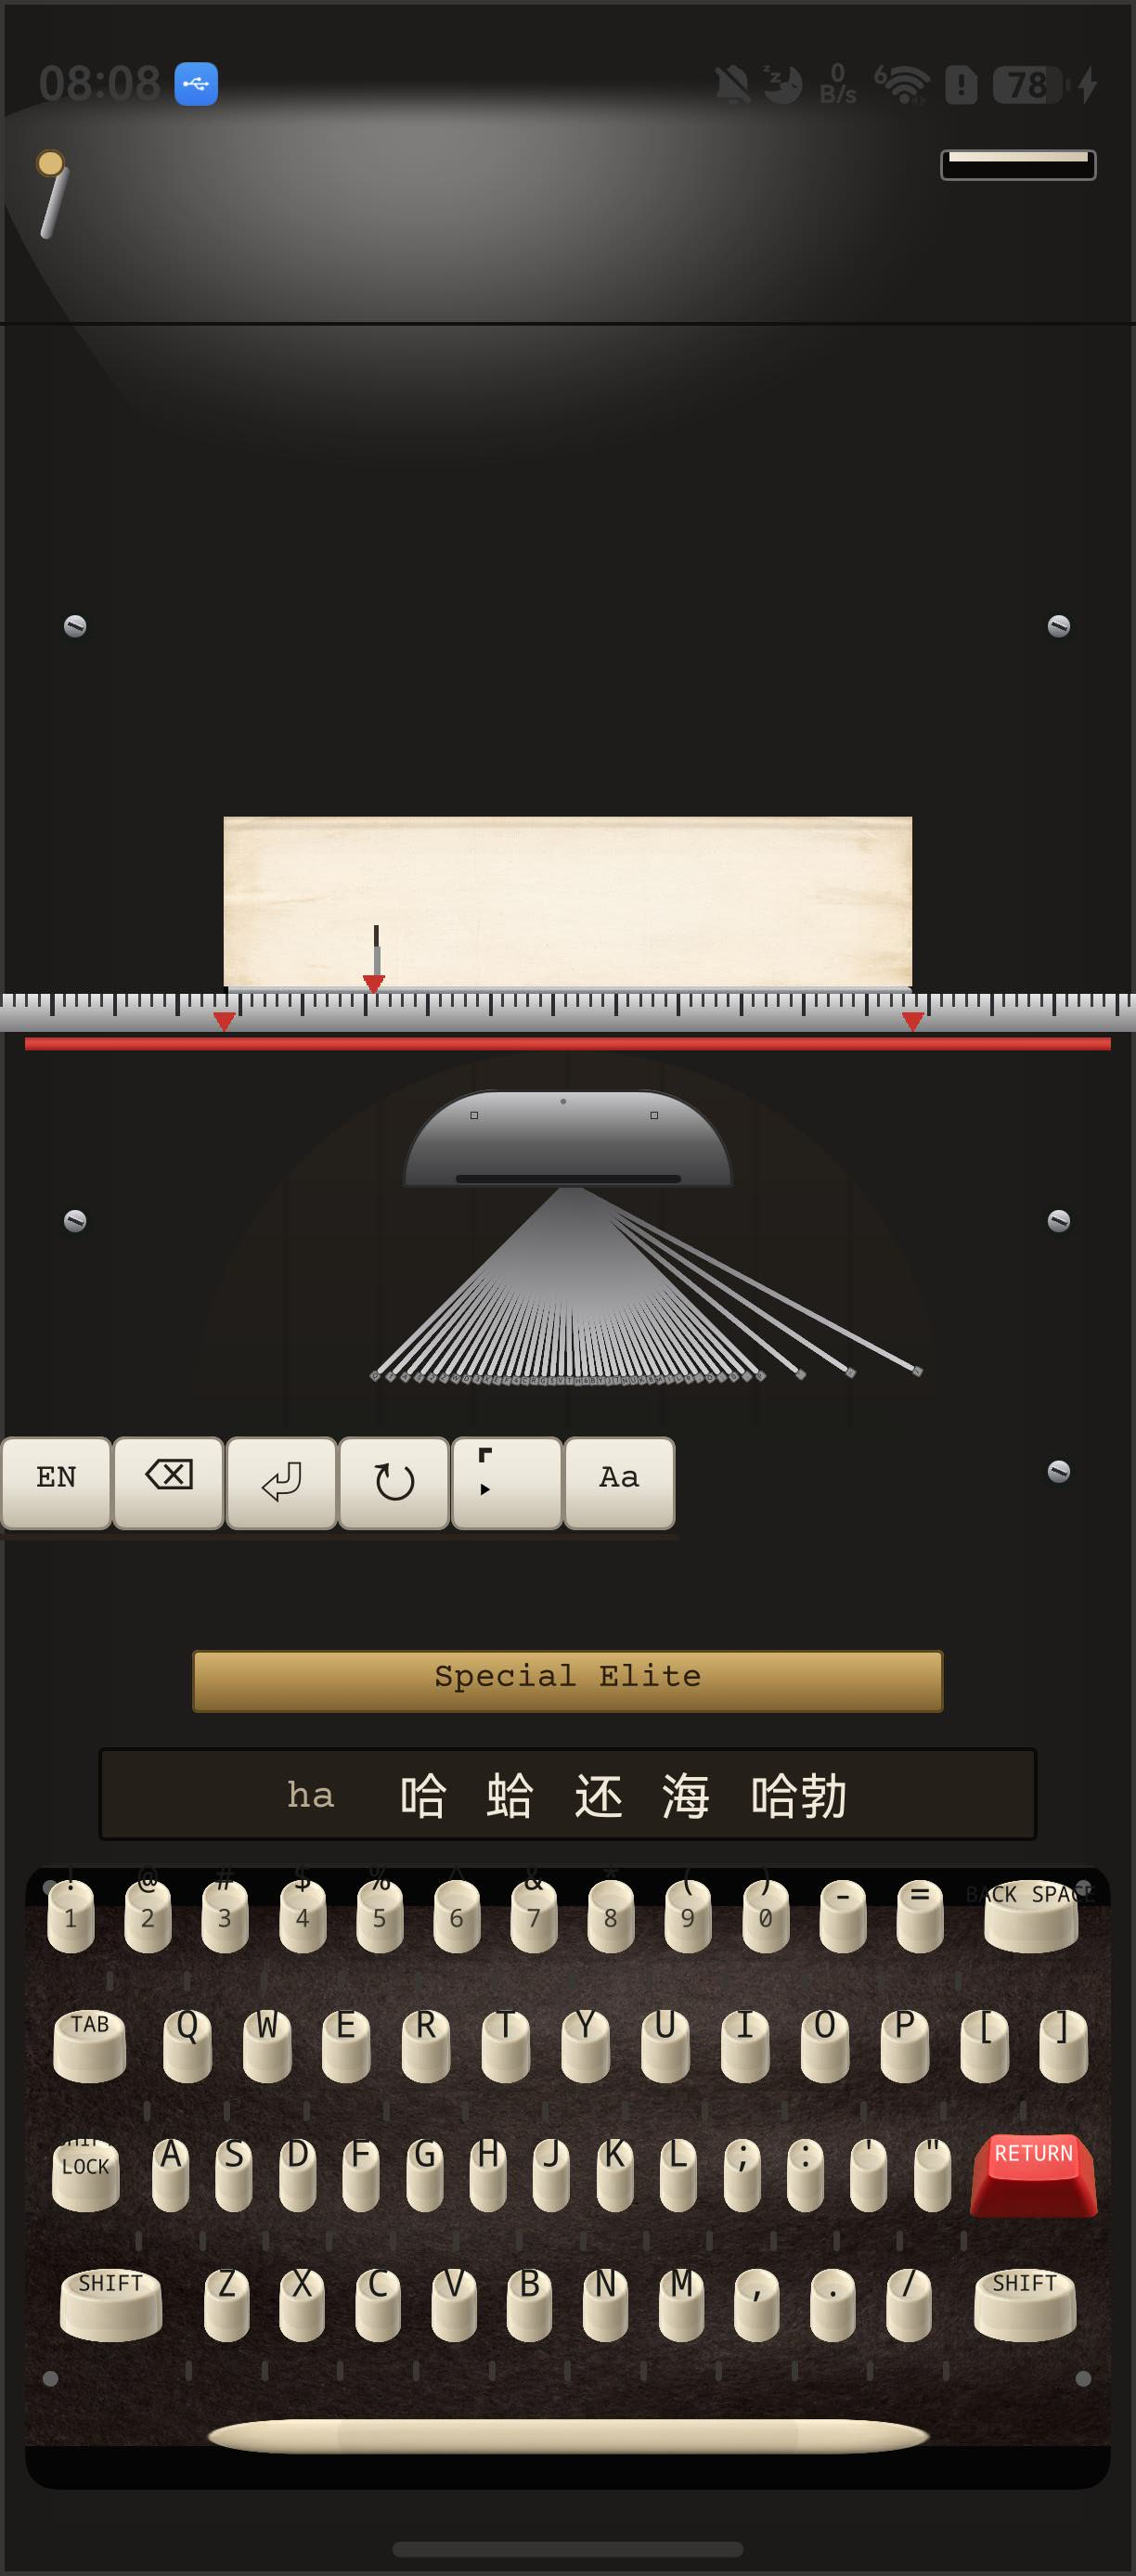 08:08 0 B/s 6 78
EN Aa
Special Elite
ha 哈 蛤 还 海 哈勃
! @ # $ % ^ & * ( )
1 2 3 4 5 6 7 8 9 0 - = BACK SPACE
TAB Q W E R T Y U I O P [ ]
LOCK A S D F G H J K L ; : ' " RETURN
SHIFT Z X C V B N M , . / SHIFT